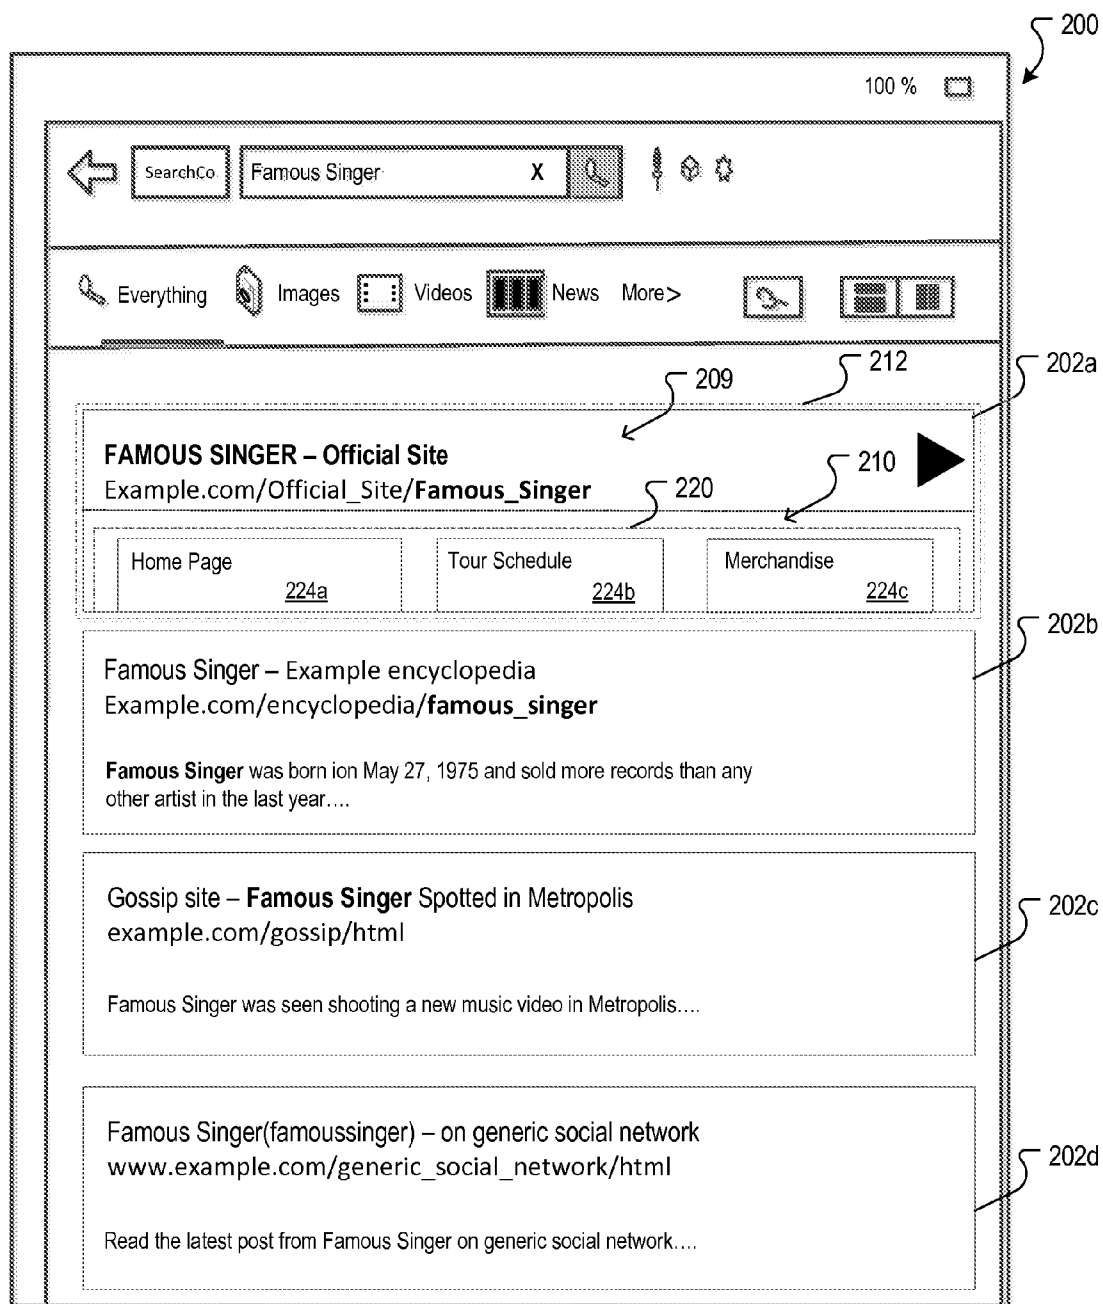 200
100 %
SearchCo
Famous Singer X
Everything Images Videos News More>
202a
212
209
FAMOUS SINGER – Official Site
210
Example.com/Official_Site/Famous_Singer
220
Home Page Tour Schedule Merchandise
224a 224b 224c
202b
Famous Singer – Example encyclopedia
Example.com/encyclopedia/famous_singer
Famous Singer was born ion May 27, 1975 and sold more records than any
other artist in the last year….
Gossip site – Famous Singer Spotted in Metropolis
202c
example.com/gossip/html
Famous Singer was seen shooting a new music video in Metropolis….
Famous Singer(famoussinger) – on generic social network
202d
www.example.com/generic_social_network/html
Read the latest post from Famous Singer on generic social network….